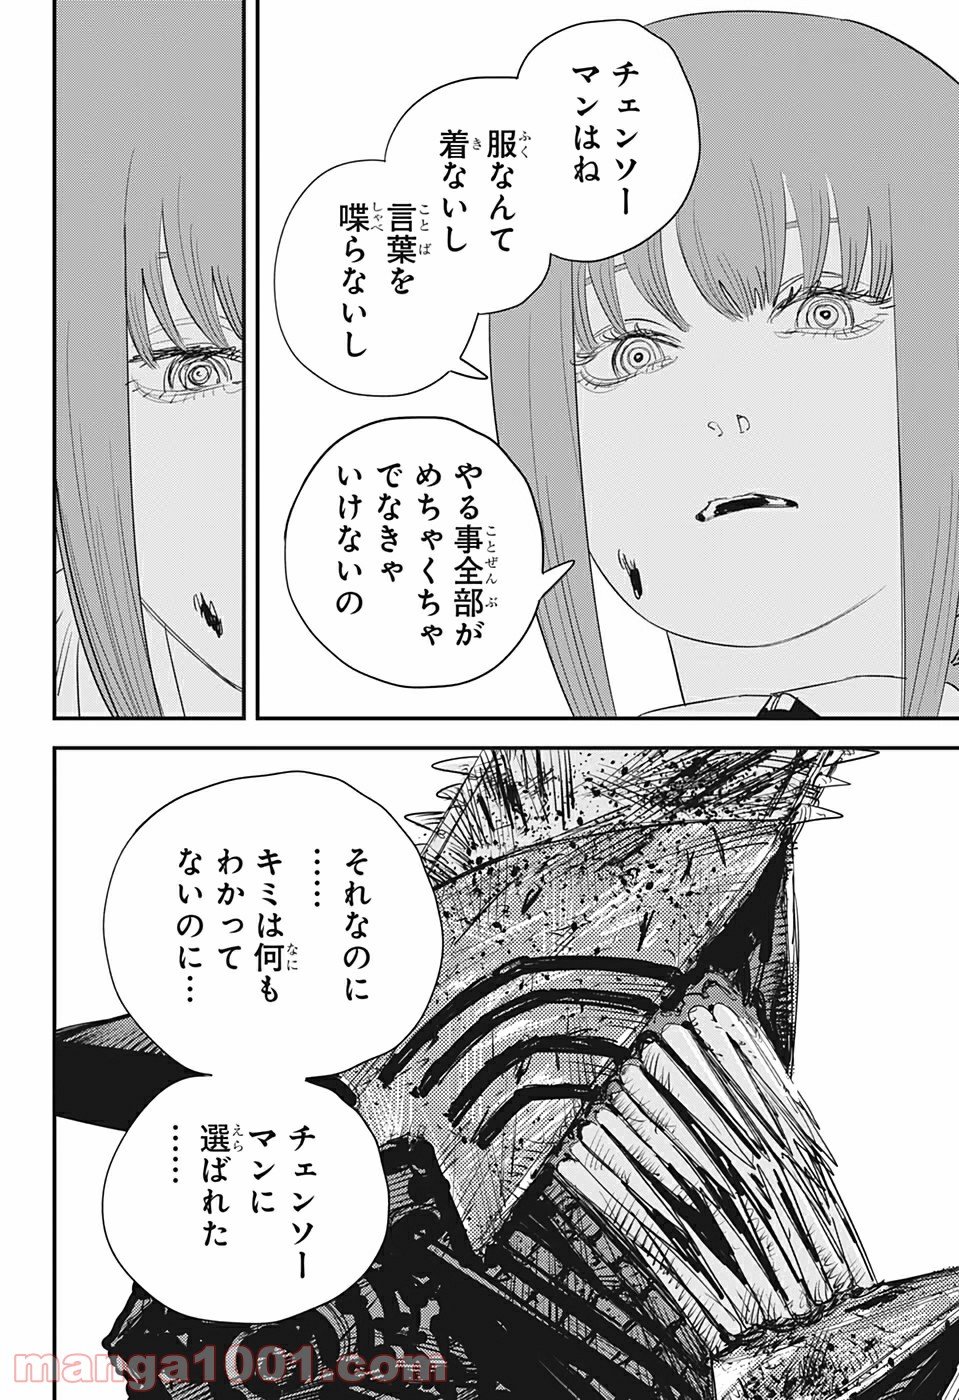 チェンソー
マンはね
服なんて
着ないし
言葉を
喋らないし
やる事全部が
めちゃくちゃ
でなきゃ
いけないの
それなのに
……
キミは何も
わかって
ないのに…
チェンソー
マンに
選ばれた
……
manga1001.com